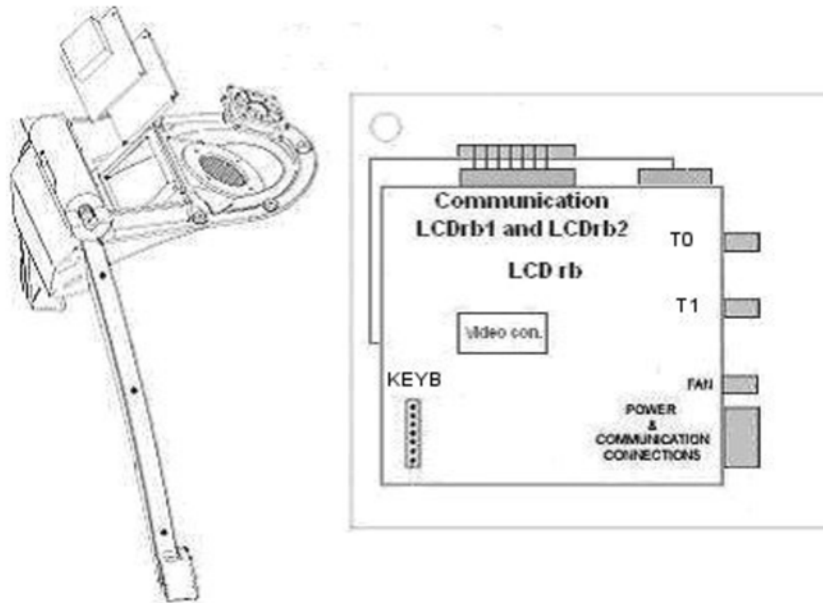 Communication
LCDrb1 and LCDrb2
LCD rb
T0
T1
Video con.
KEYB
FAN
POWER
&
COMMUNICATION
CONNECTIONS